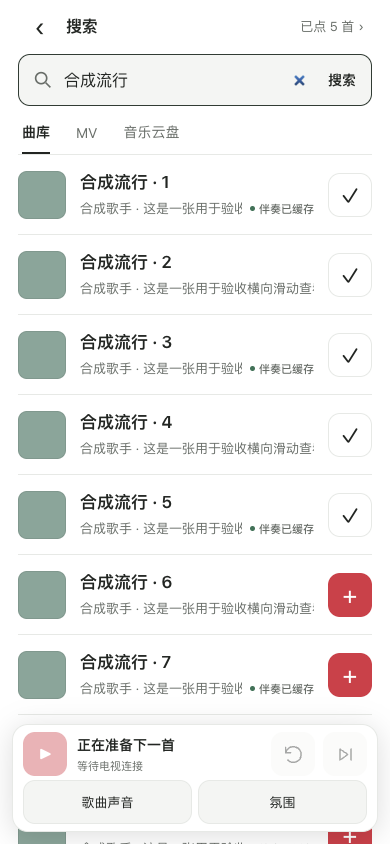 搜索
已点 5 首 ›
合成流行
搜索
曲库
MV
音乐云盘
合成流行 · 1
合成歌手 · 这是一张用于验收
伴奏已缓存
合成流行 · 2
合成歌手 · 这是一张用于验收横向滑动查
合成流行 · 3
合成歌手 · 这是一张用于验收
伴奏已缓存
合成流行 · 4
合成歌手 · 这是一张用于验收横向滑动查
合成流行 · 5
合成歌手 · 这是一张用于验收
伴奏已缓存
合成流行 · 6
合成歌手 · 这是一张用于验收横向滑动查
合成流行 · 7
合成歌手 · 这是一张用于验收
伴奏已缓存
正在准备下一首
等待电视连接
歌曲声音
氛围